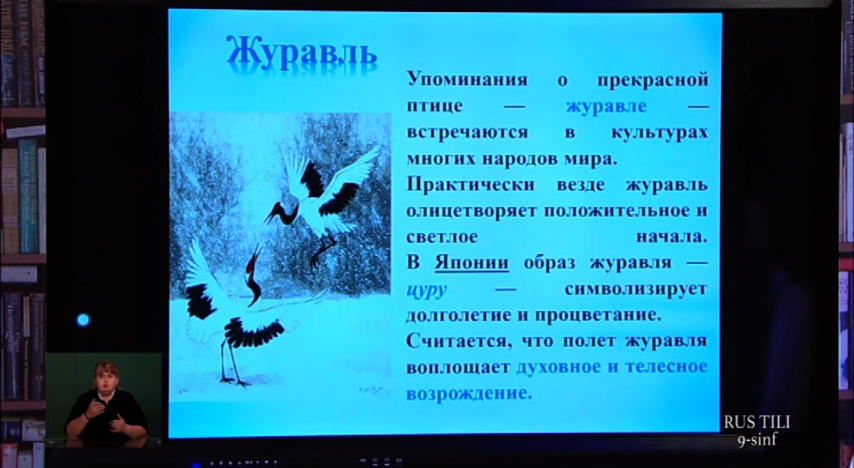 Журавль
Упоминания о прекрасной
птице — журавле —
встречаются в культурах
многих народов мира.
Практически везде журавль
олицетворяет положительное и
светлое начала.
В Японии образ журавля —
цуру — символизирует
долголетие и процветание.
Считается, что полет журавля
воплощает духовное и телесное
возрождение.
RUS TILI
9-sinf